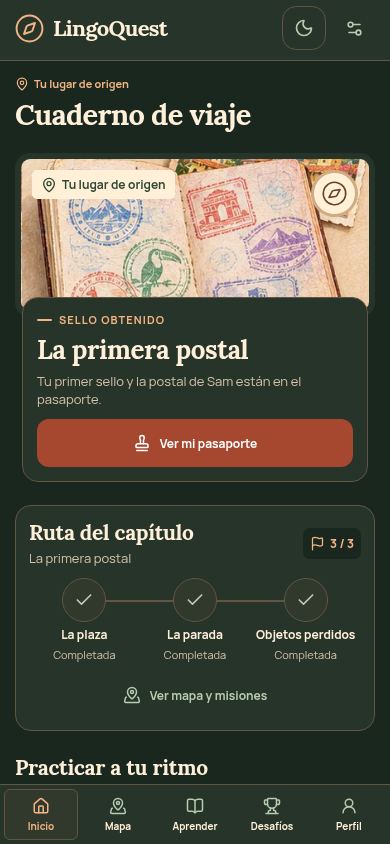 LingoQuest
Tu lugar de origen
Cuaderno de viaje
Tu lugar de origen
SELLO OBTENIDO
La primera postal
Tu primer sello y la postal de Sam están en el
pasaporte.
Ver mi pasaporte
Ruta del capítulo
La primera postal
3 / 3
La plaza
La parada
Objetos perdidos
Completada
Completada
Completada
Ver mapa y misiones
Practicar a tu ritmo
Inicio
Mapa
Aprender
Desafíos
Perfil